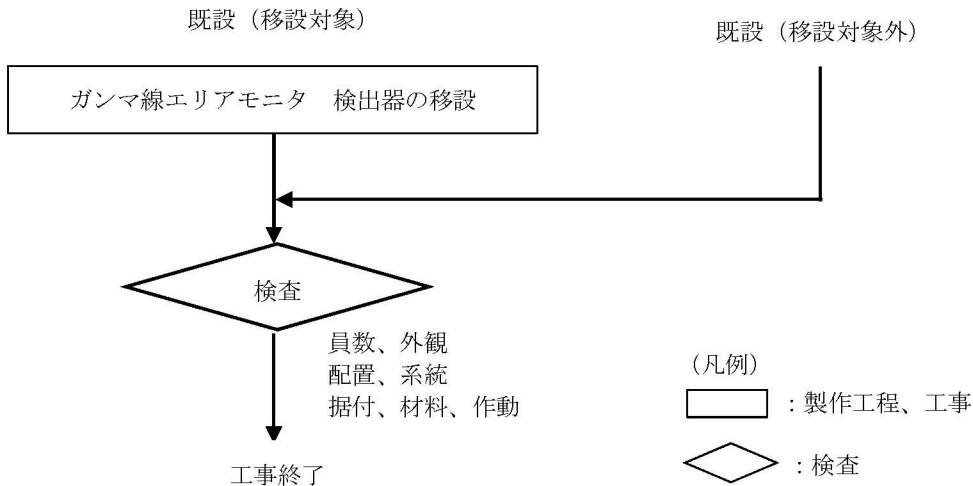 既設（移設対象）
既設（移設対象外）
ガンマ線エリアモニタ　検出器の移設
検査
員数、外観
配置、系統
据付、材料、作動
工事終了
（凡例）
：製作工程、工事
：検査